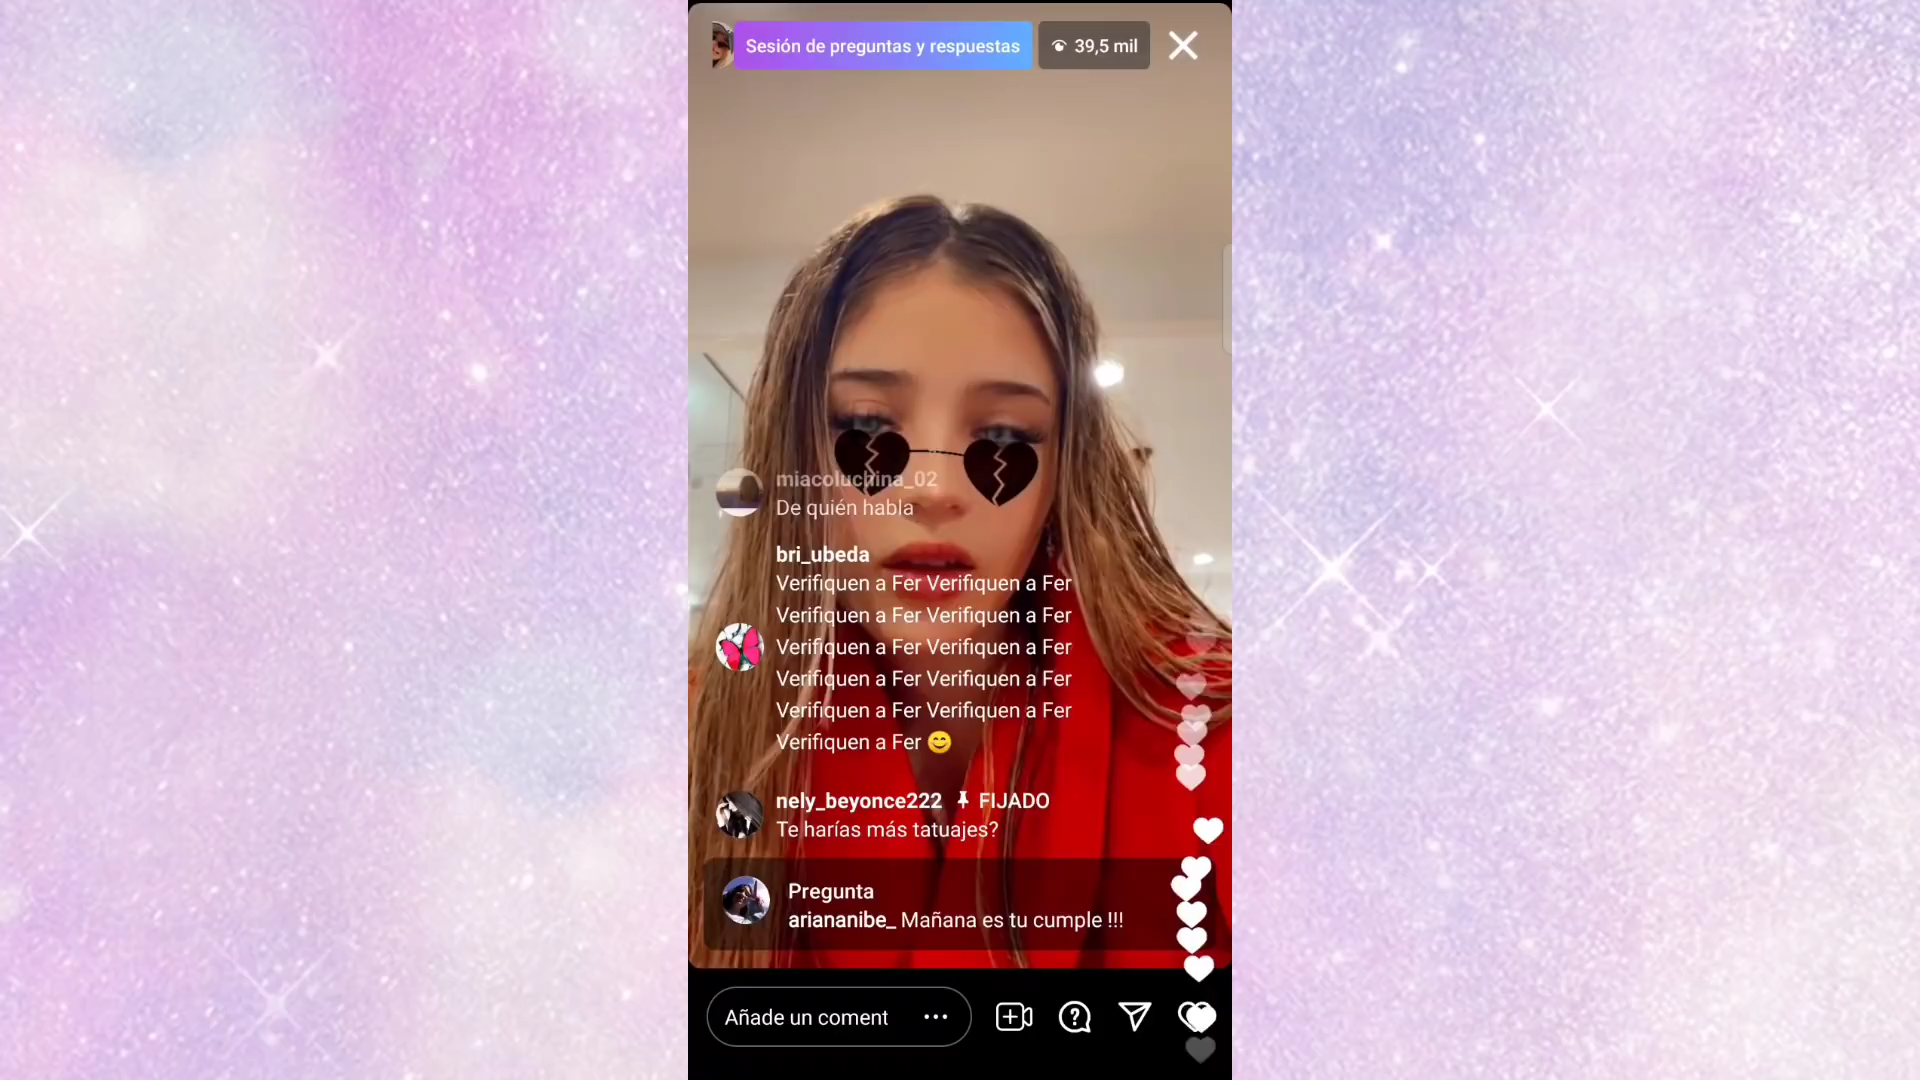 Sesión de preguntas y respuestas
39,5 mil
miacoluchina_02
De quién habla
bri_ubeda
Verifiquen a Fer Verifiquen a Fer
Verifiquen a Fer Verifiquen a Fer
Verifiquen a Fer Verifiquen a Fer
Verifiquen a Fer Verifiquen a Fer
Verifiquen a Fer Verifiquen a Fer
Verifiquen a Fer 😊
nely_beyonce222 FIJADO
Te harías más tatuajes?
Pregunta
ariananibe_ Mañana es tu cumple !!!
Añade un coment